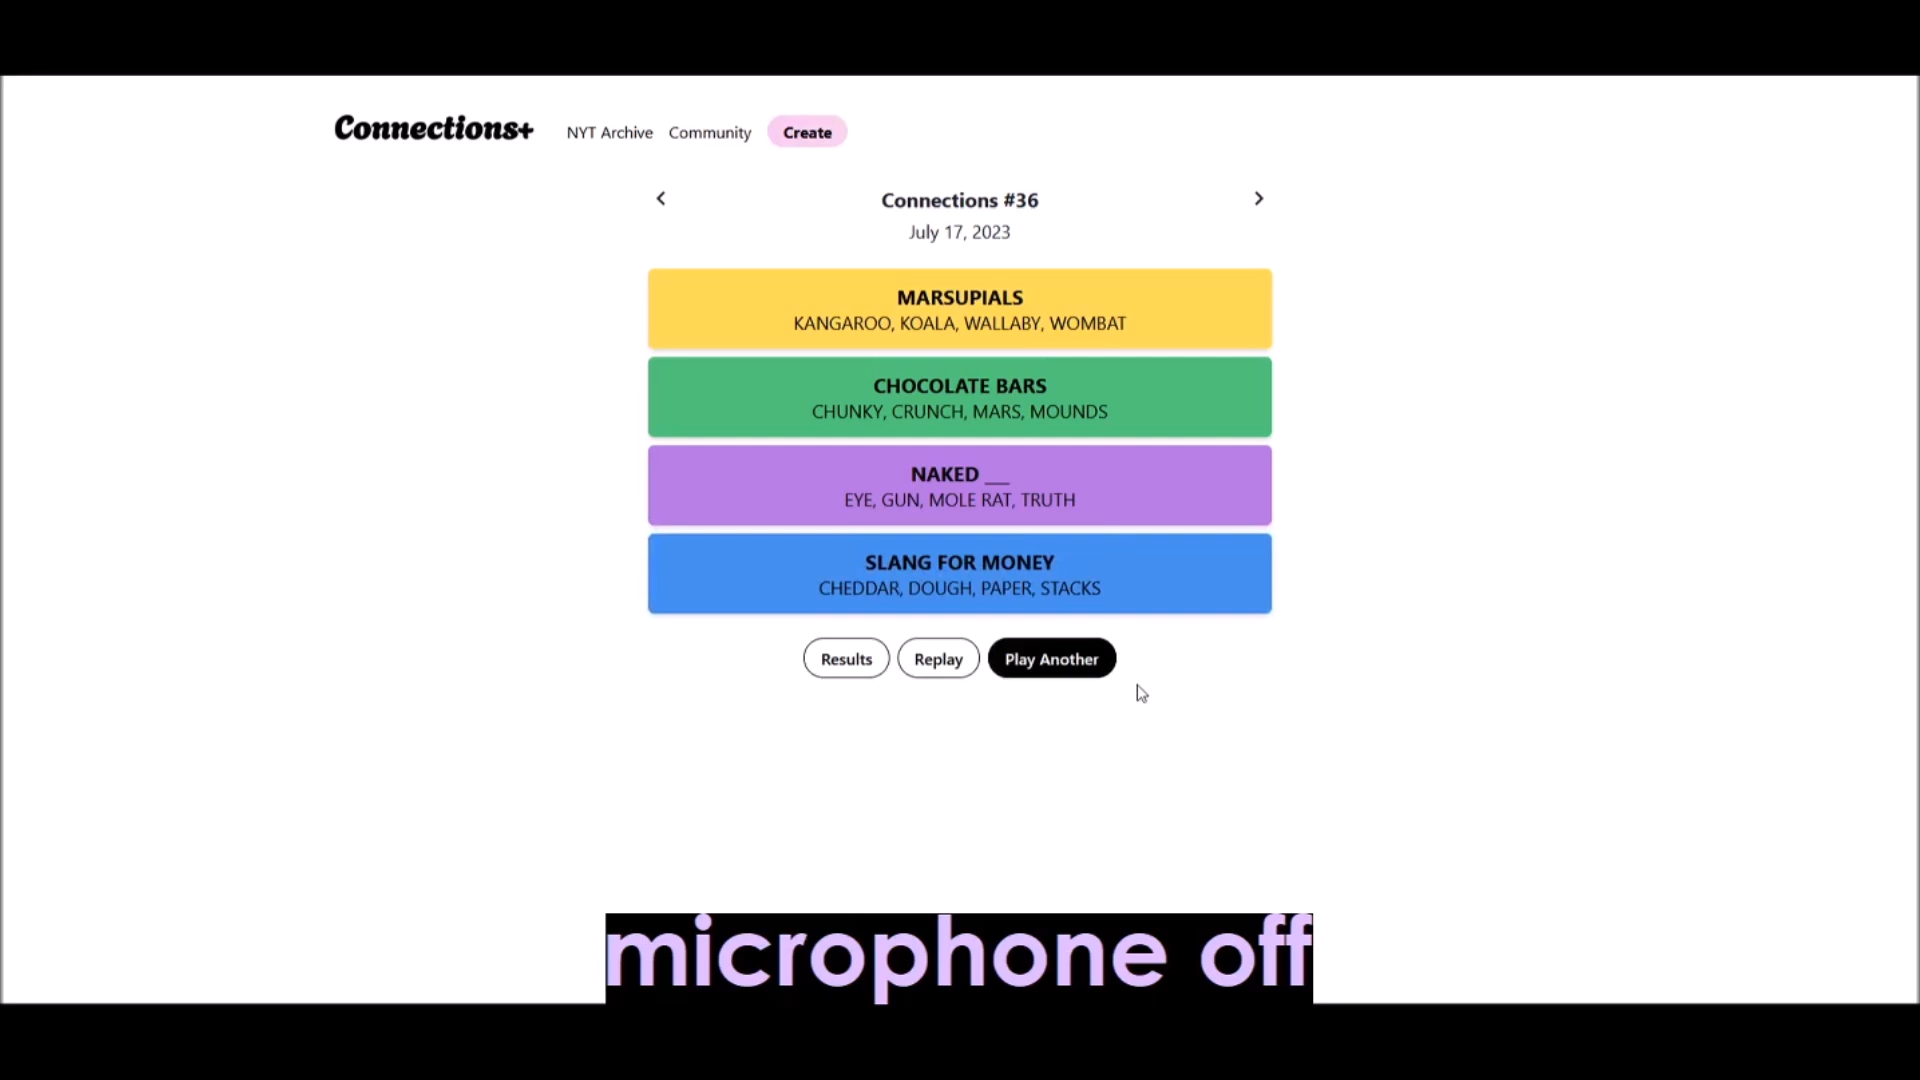 Connections+
NYT Archive Community Create
Connections #36
July 17, 2023
MARSUPIALS
KANGAROO, KOALA, WALLABY, WOMBAT
CHOCOLATE BARS
CHUNKY, CRUNCH, MARS, MOUNDS
NAKED ___
EYE, GUN, MOLE RAT, TRUTH
SLANG FOR MONEY
CHEDDAR, DOUGH, PAPER, STACKS
Results Replay Play Another
microphone off